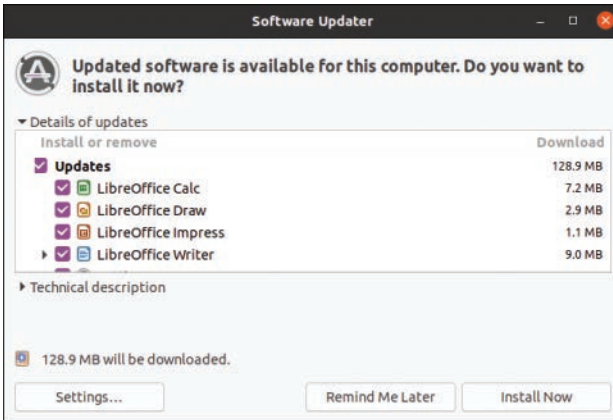 Software Updater
Updated software is available for this computer. Do you want to
install it now?
Details of updates
Install or remove Download
Updates 128.9 MB
LibreOffice Calc 7.2 MB
LibreOffice Draw 2.9 MB
LibreOffice Impress 1.1 MB
LibreOffice Writer 9.0 MB
Technical description
128.9 MB will be downloaded.
Settings... Remind Me Later Install Now